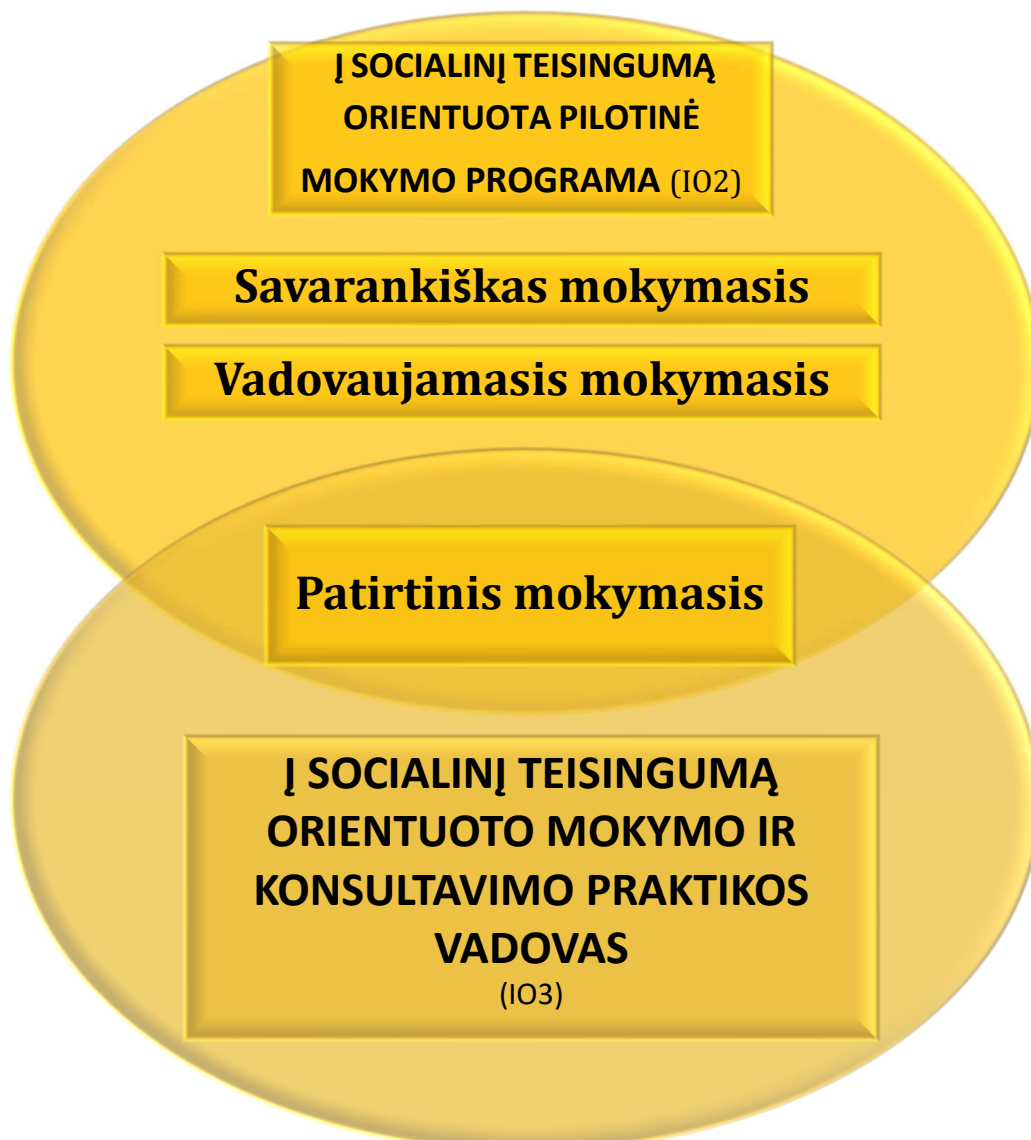 Į SOCIALINĮ TEISINGUMĄ
ORIENTUOTA PILOTINĖ
MOKYMO PROGRAMA (IO2)
Savarankiškas mokymasis
Vadovaujamasis mokymasis
Patirtinis mokymasis
Į SOCIALINĮ TEISINGUMĄ
ORIENTUOTO MOKYMO IR
KONSULTAVIMO PRAKTIKOS
VADOVAS
(IO3)